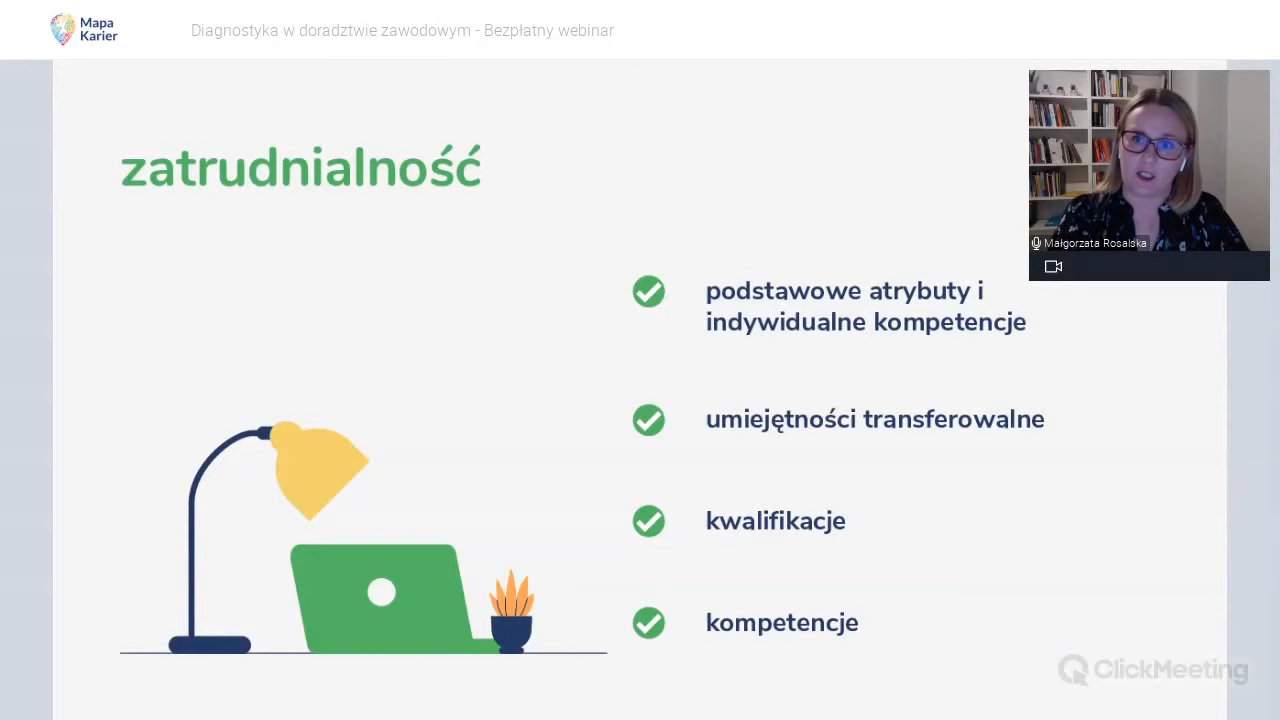 Mapa
Karier
Diagnostyka w doradztwie zawodowym - Bezpłatny webinar
zatrudnialność
Małgorzata Rosalska
podstawowe atrybuty i
indywidualne kompetencje
umiejętności transferowalne
kwalifikacje
kompetencje
ClickMeeting